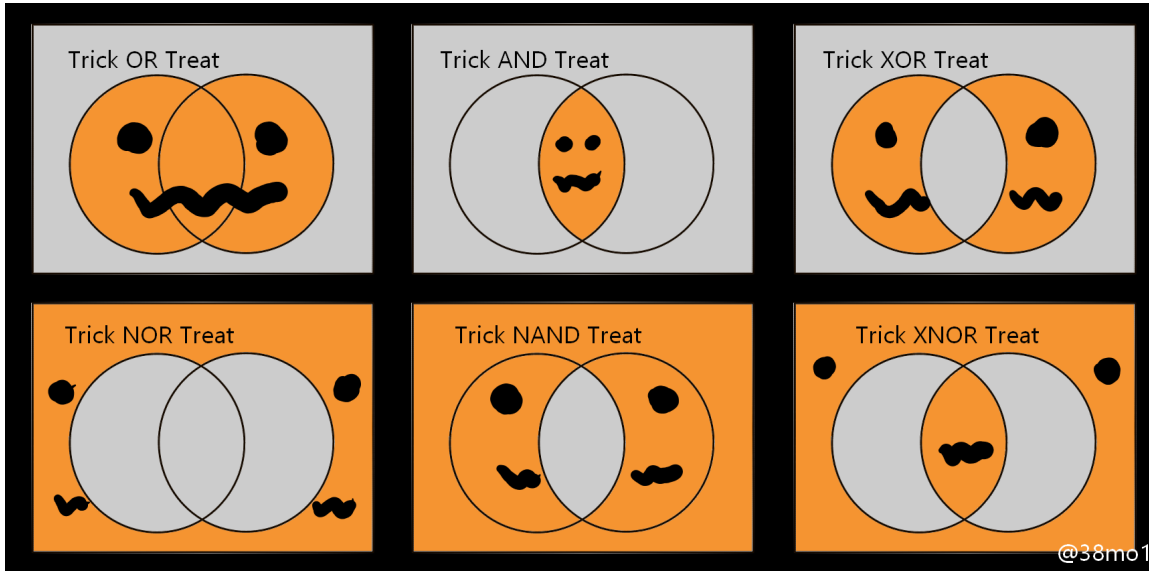 Trick OR Treat
Trick AND Treat
Trick XOR Treat
Trick NOR Treat
Trick NAND Treat
Trick XNOR Treat
@38mo1